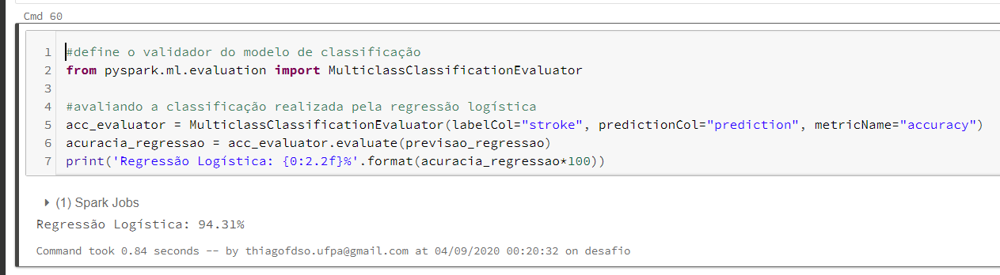 Cmd 60
1 #define o validador do modelo de classificação
2 from pyspark.ml.evaluation import MulticlassClassificationEvaluator
3
4 #avaliando a classificação realizada pela regressão logística
5 acc_evaluator = MulticlassClassificationEvaluator(labelCol="stroke", predictionCol="prediction", metricName="accuracy")
6 acuracia_regressao = acc_evaluator.evaluate(previsao_regressao)
7 print('Regressão Logística: {0:2.2f}%'.format(acuracia_regressao*100))
(1) Spark Jobs
Regressão Logística: 94.31%
Command took 0.84 seconds -- by thiagofdso.ufpa@gmail.com at 04/09/2020 00:20:32 on desafio